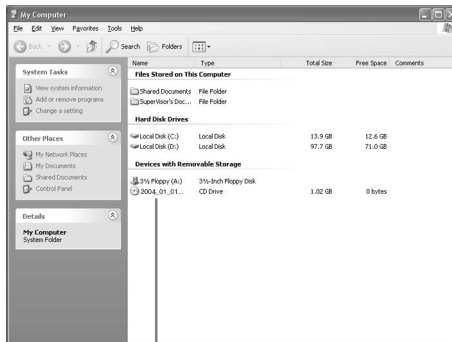 My Computer
File Edit View Favorites Tools Help
Back Search Folders
Name Type Total Size Free Space Comments
Files Stored on This Computer
Shared Documents File Folder
SuperVisor's Doc... File Folder
Hard Disk Drives
Local Disk (C:) Local Disk 13.9 GB 12.6 GB
Local Disk (D:) Local Disk 97.7 GB 71.0 GB
Devices with Removable Storage
3½ Floppy (A:) 3½-Inch Floppy Disk
2004_01_01... CD Drive 1.02 GB 0 bytes
System Tasks
View system information
Add or remove programs
Change a setting
Other Places
My Network Places
My Documents
Shared Documents
Control Panel
Details
My Computer
System Folder